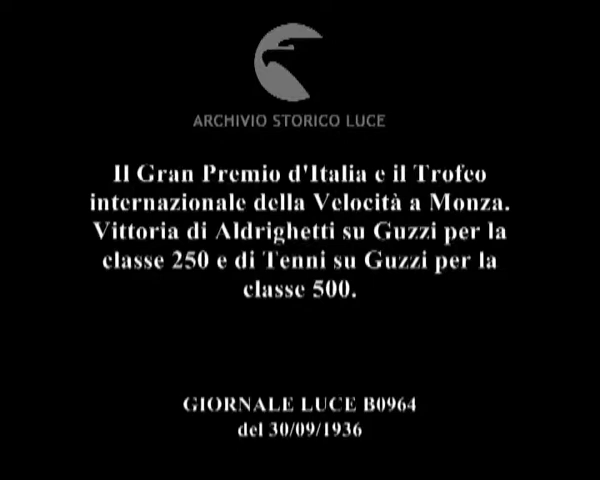 ARCHIVIO STORICO LUCE
Il Gran Premio d'Italia e il Trofeo
internazionale della Velocità a Monza.
Vittoria di Aldrighetti su Guzzi per la
classe 250 e di Tenni su Guzzi per la
classe 500.
GIORNALE LUCE B0964
del 30/09/1936